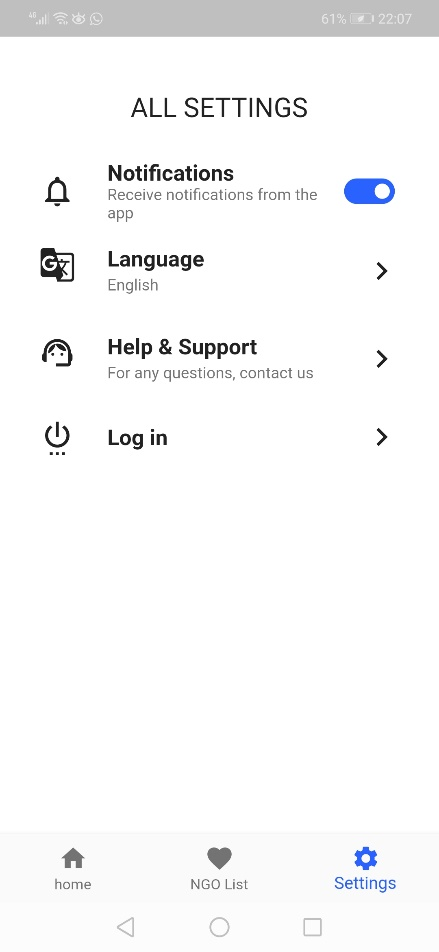 61% 22:07
ALL SETTINGS
Notifications
Receive notifications from the
app
Language
English
Help & Support
For any questions, contact us
Log in
home
NGO List
Settings